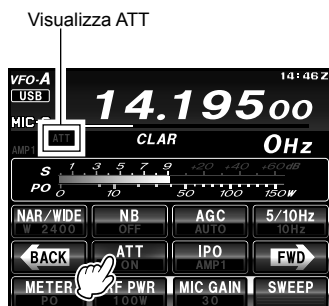 Visualizza ATT
VFO-A 14:46Z
USB
14.19500
MIC
ATT
AMP1 CLAR 0Hz
S 1 3 5 7 9 +20 +40 +60dB
PO 0 10 50 100 150W
NAR/WIDE NB AGC 5/10Hz
W 2400 OFF AUTO 10Hz
BACK ATT IPO FWD
ON AMP1
METER RF PWR MIC GAIN SWEEP
PO 100W 30